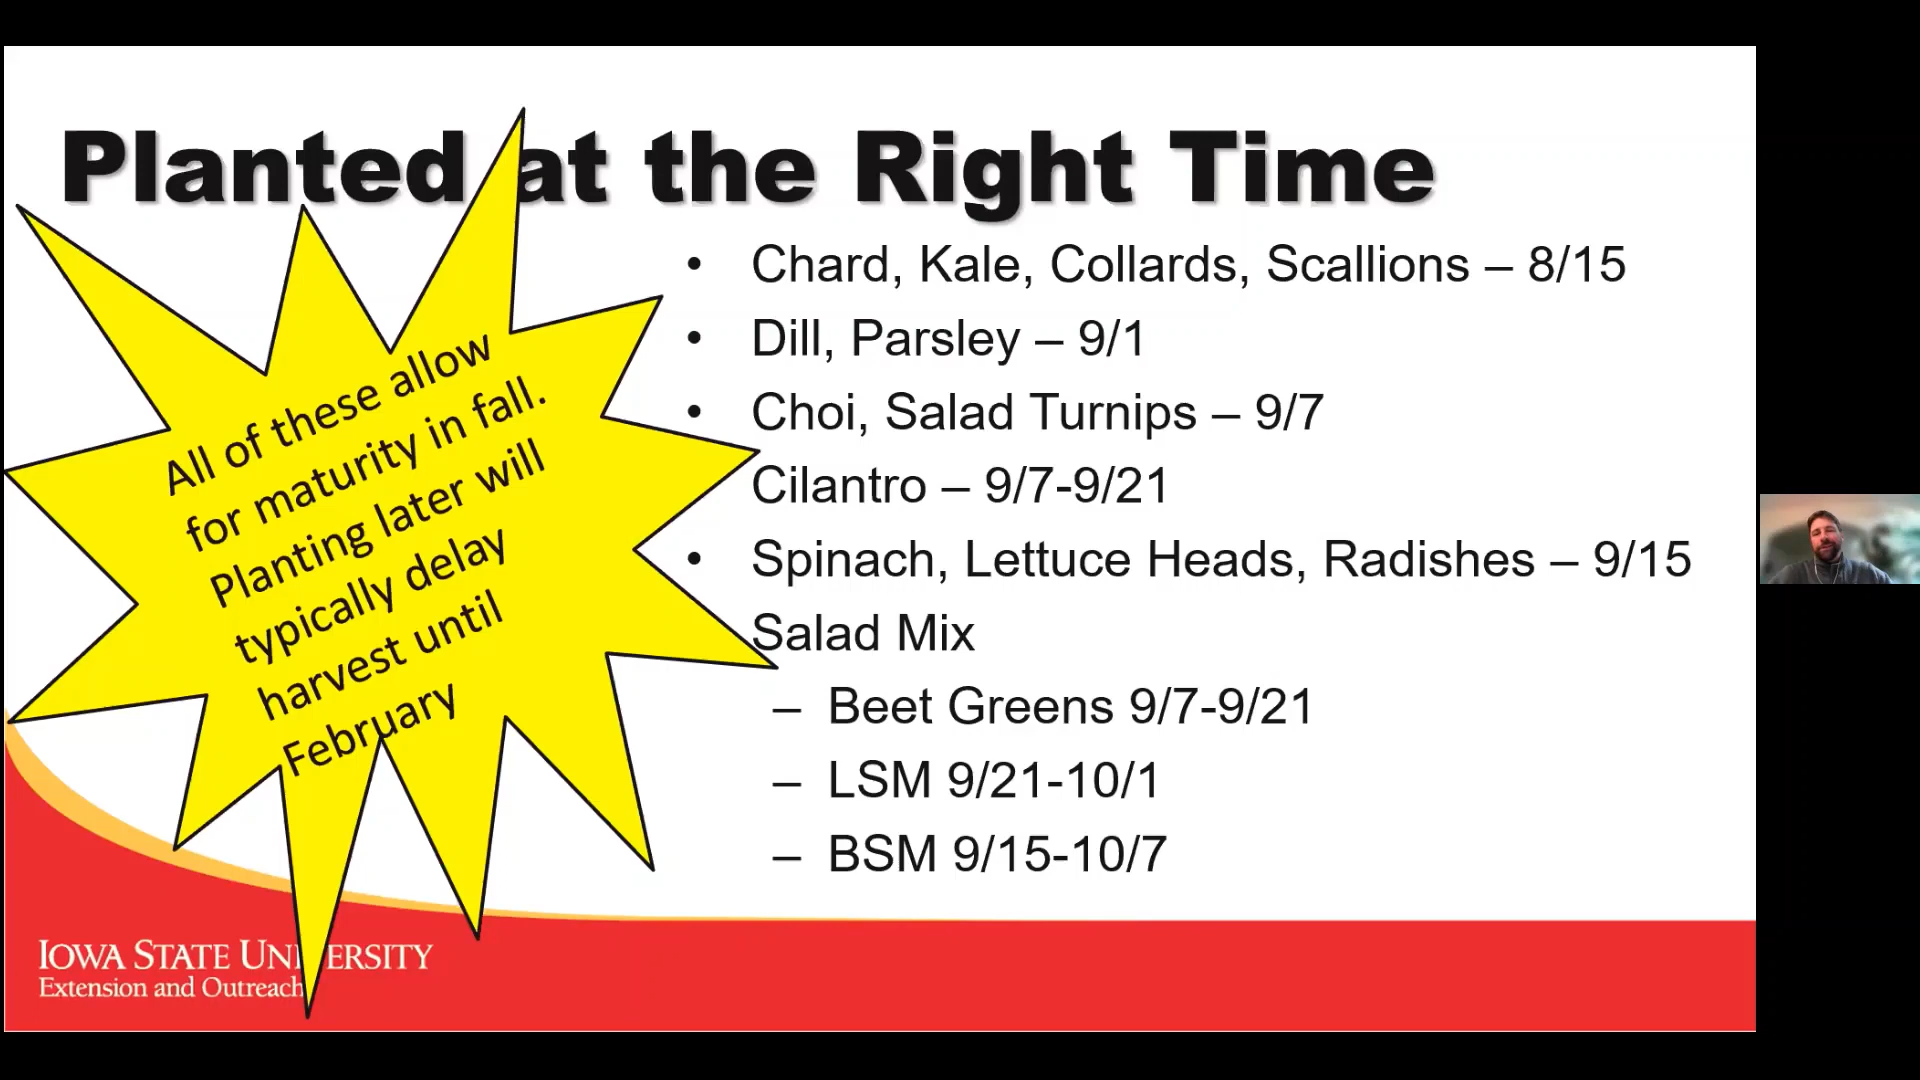 Planted at the Right Time
All of these allow
for maturity in fall.
Planting later will
typically delay
harvest until
February
• Chard, Kale, Collards, Scallions – 8/15
• Dill, Parsley – 9/1
• Choi, Salad Turnips – 9/7
Cilantro – 9/7-9/21
• Spinach, Lettuce Heads, Radishes – 9/15
Salad Mix
– Beet Greens 9/7-9/21
– LSM 9/21-10/1
– BSM 9/15-10/7
IOWA STATE UNIVERSITY
Extension and Outreach